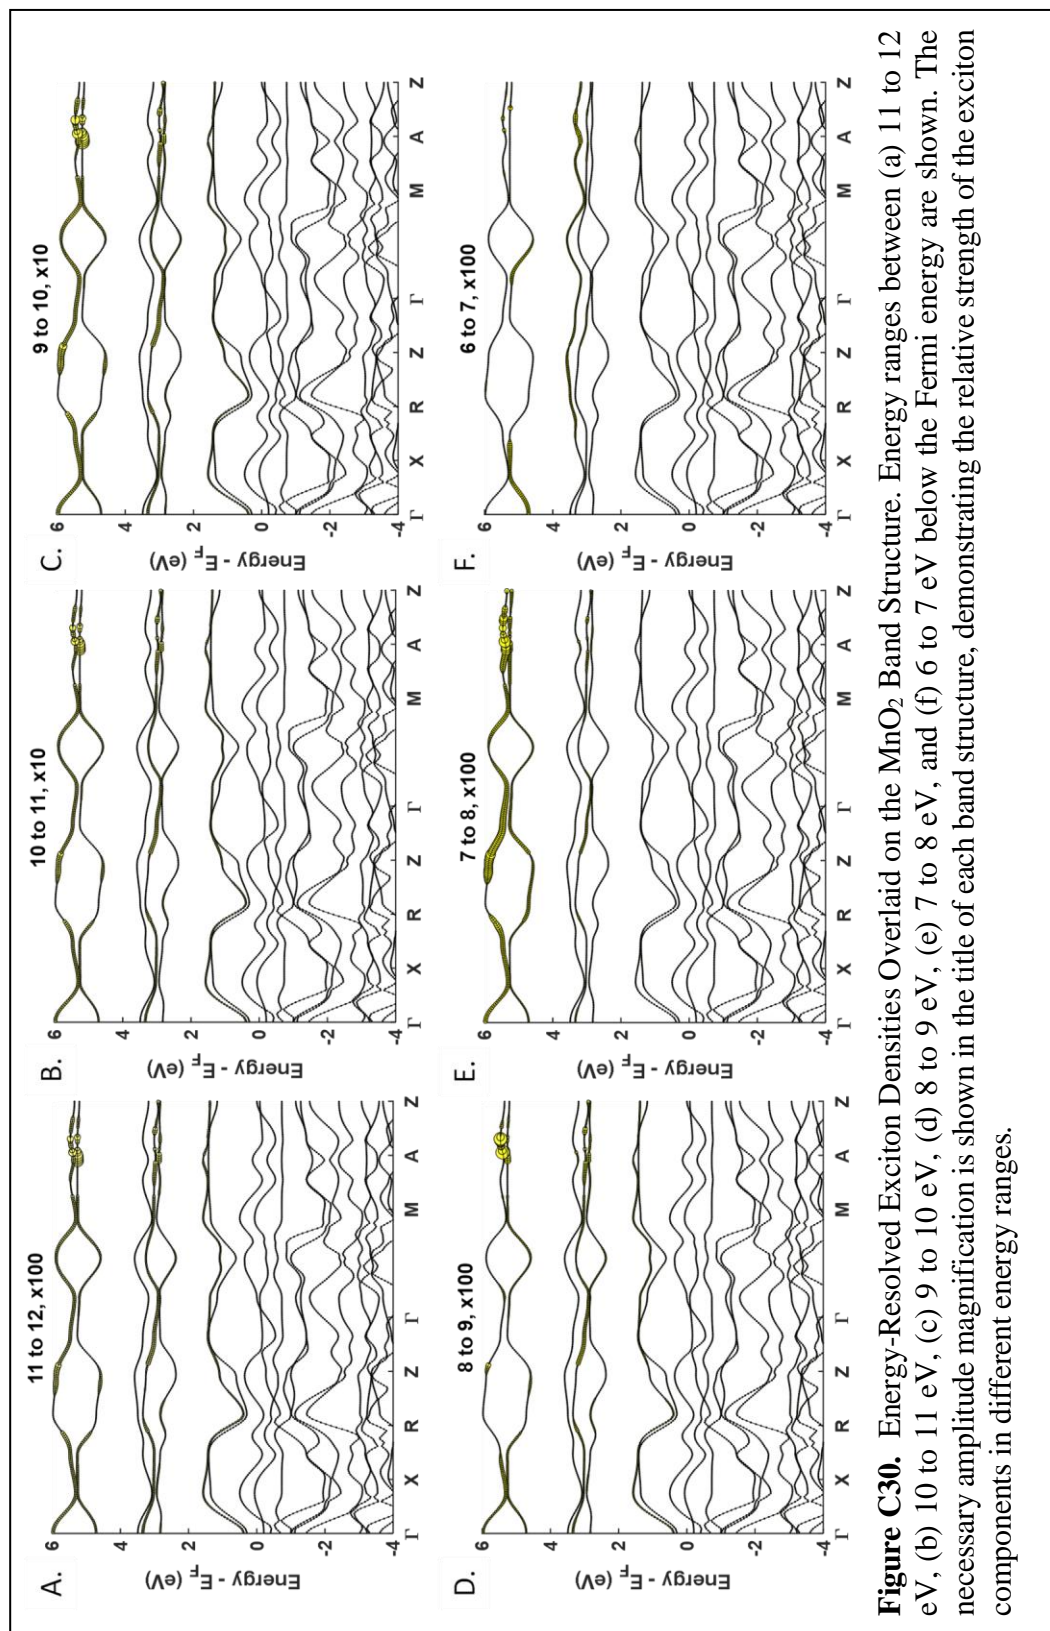 A.
11 to 12, x100
Energy - E_F (eV)
6
4
2
0
-2
-4
Γ X R Z Γ M A Z
B.
10 to 11, x10
Energy - E_F (eV)
6
4
2
0
-2
-4
Γ X R Z Γ M A Z
C.
9 to 10, x10
Energy - E_F (eV)
6
4
2
0
-2
-4
Γ X R Z Γ M A Z
D.
8 to 9, x100
Energy - E_F (eV)
6
4
2
0
-2
-4
Γ X R Z Γ M A Z
E.
7 to 8, x100
Energy - E_F (eV)
6
4
2
0
-2
-4
Γ X R Z Γ M A Z
F.
6 to 7, x100
Energy - E_F (eV)
6
4
2
0
-2
-4
Γ X R Z Γ M A Z
Figure C30. Energy-Resolved Exciton Densities Overlaid on the MnO₂ Band Structure. Energy ranges between (a) 11 to 12
eV, (b) 10 to 11 eV, (c) 9 to 10 eV, (d) 8 to 9 eV, (e) 7 to 8 eV, and (f) 6 to 7 eV below the Fermi energy are shown. The
necessary amplitude magnification is shown in the title of each band structure, demonstrating the relative strength of the exciton
components in different energy ranges.